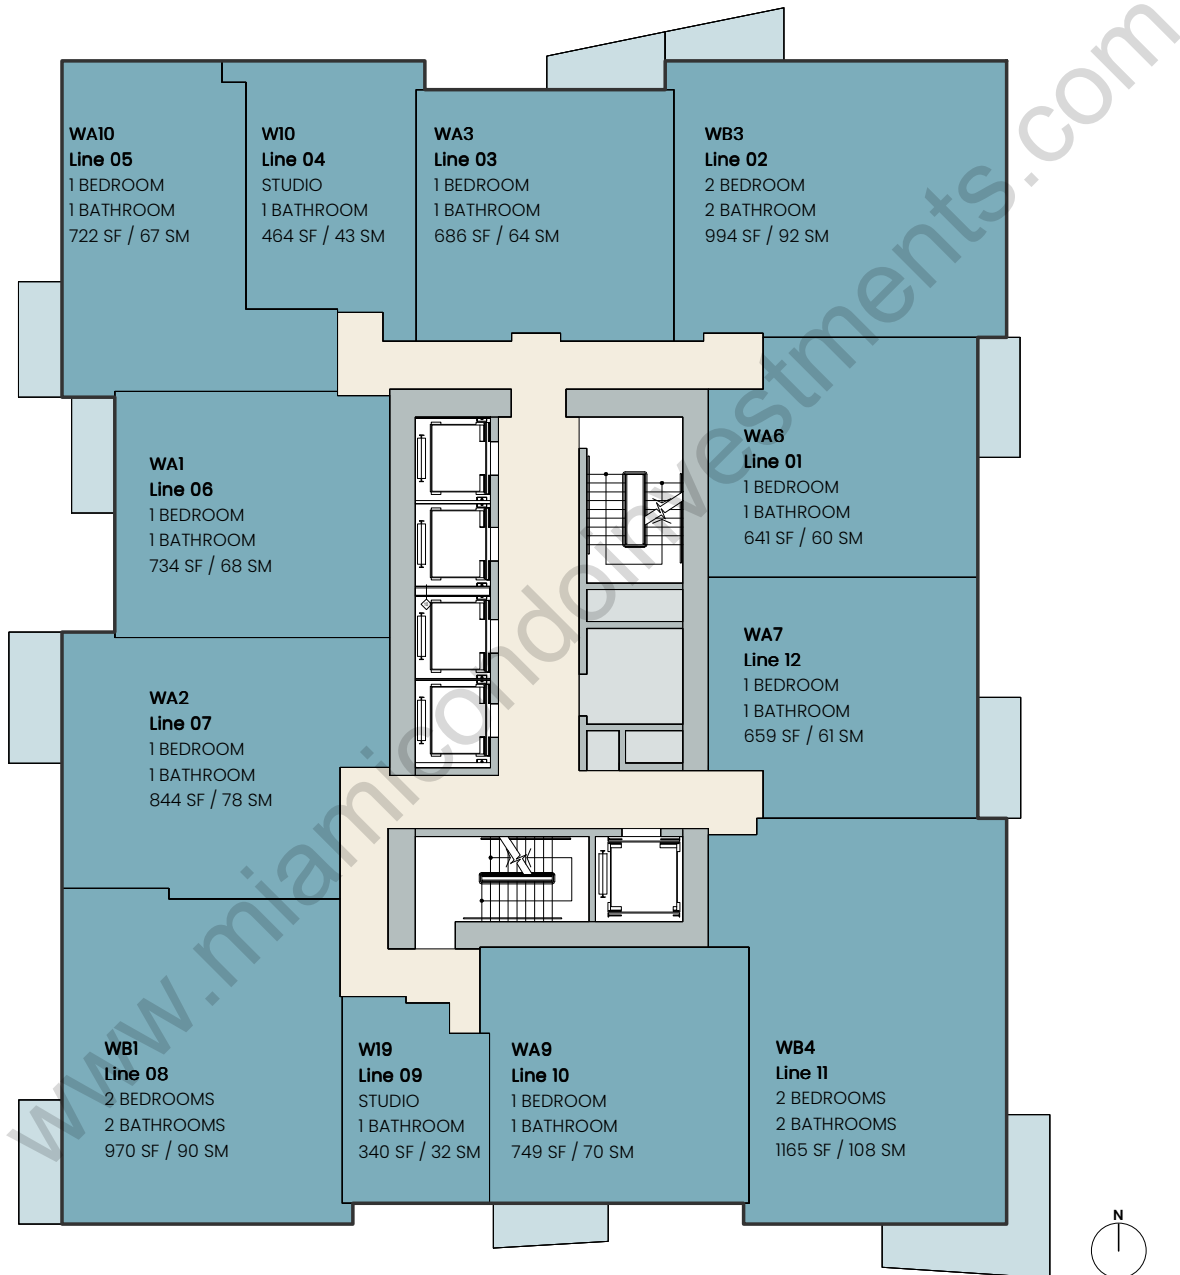 WA10
Line 05
1 BEDROOM
1 BATHROOM
722 SF / 67 SM
W10
Line 04
STUDIO
1 BATHROOM
464 SF / 43 SM
WA3
Line 03
1 BEDROOM
1 BATHROOM
686 SF / 64 SM
WB3
Line 02
2 BEDROOM
2 BATHROOM
994 SF / 92 SM
WA1
Line 06
1 BEDROOM
1 BATHROOM
734 SF / 68 SM
WA6
Line 01
1 BEDROOM
1 BATHROOM
641 SF / 60 SM
WA2
Line 07
1 BEDROOM
1 BATHROOM
844 SF / 78 SM
WA7
Line 12
1 BEDROOM
1 BATHROOM
659 SF / 61 SM
WB1
Line 08
2 BEDROOMS
2 BATHROOMS
970 SF / 90 SM
W19
Line 09
STUDIO
1 BATHROOM
340 SF / 32 SM
WA9
Line 10
1 BEDROOM
1 BATHROOM
749 SF / 70 SM
WB4
Line 11
2 BEDROOMS
2 BATHROOMS
1165 SF / 108 SM
N
www.miamicondoinvestments.com